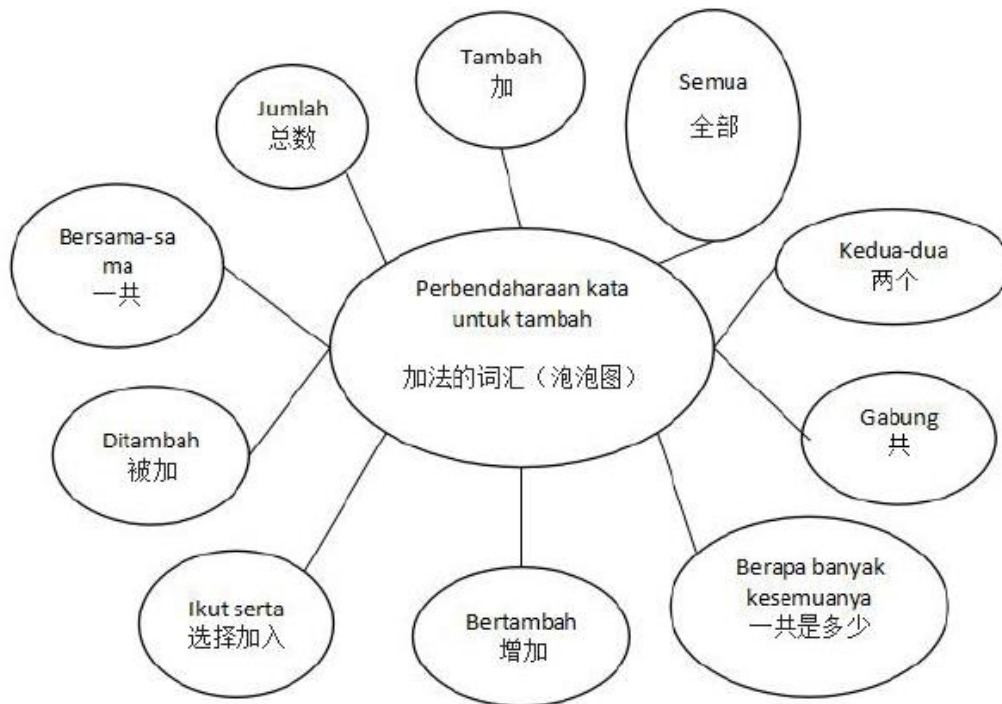 Tambah
加
Semua
全部
Jumlah
总数
Bersama-sa
ma
一共
Kedua-dua
两个
Perbendaharaan kata
untuk tambah
加法的词汇（泡泡图）
Ditambah
被加
Gabung
共
Ikut serta
选择加入
Bertambah
增加
Berapa banyak
kesemuanya
一共是多少